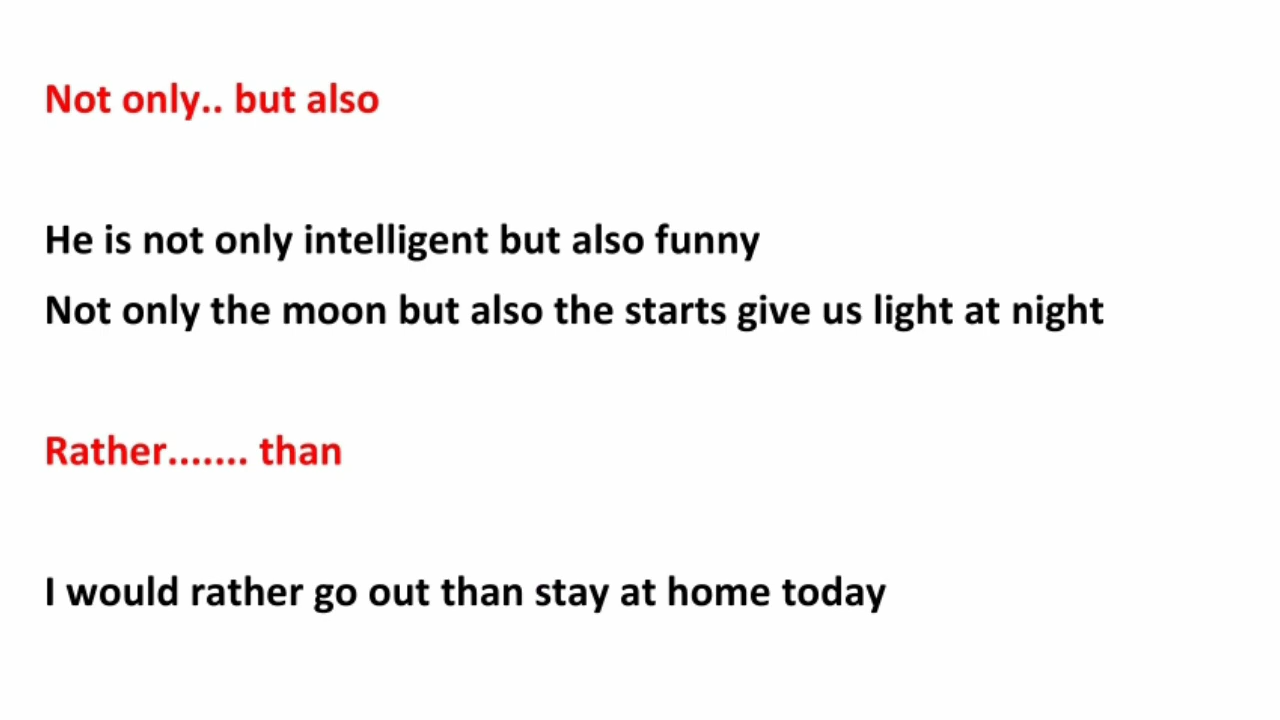 Not only.. but also
He is not only intelligent but also funny
Not only the moon but also the starts give us light at night
Rather....... than
I would rather go out than stay at home today